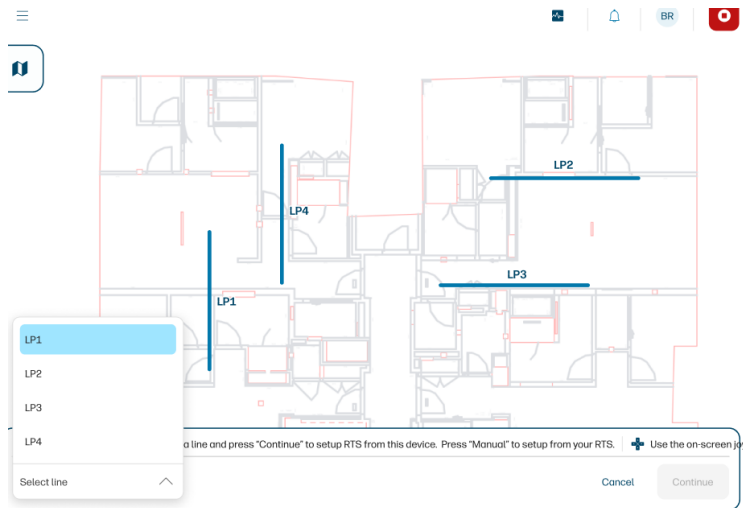 BR
LP2
LP4
LP3
LP1
LP1
LP2
LP3
LP4
a line and press "Continue" to setup RTS from this device. Press "Manual" to setup from your RTS.
Use the on-screen jo
Select line
Cancel
Continue